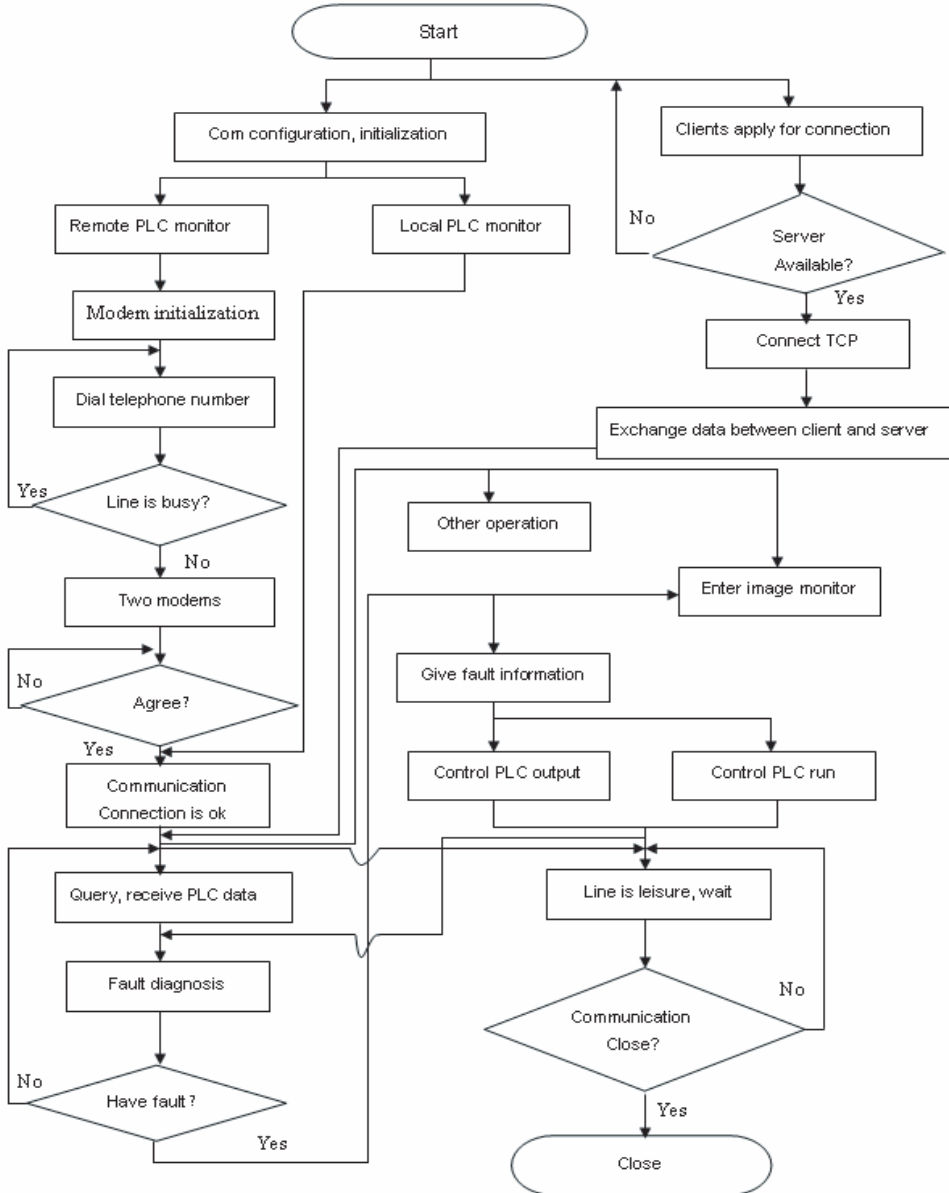 Start
Com configuration, initialization
Clients apply for connection
Remote PLC monitor
Local PLC monitor
No
Server
Available?
Yes
Modem initialization
Connect TCP
Dial telephone number
Exchange data between client and server
Yes
Line is busy?
Other operation
No
Two modems
Enter image monitor
No
Agree?
Give fault information
Yes
Communication
Connection is ok
Control PLC output
Control PLC run
Query, receive PLC data
Line is leisure, wait
Fault diagnosis
No
Communication
Close?
No
Have fault?
Yes
Yes
Close